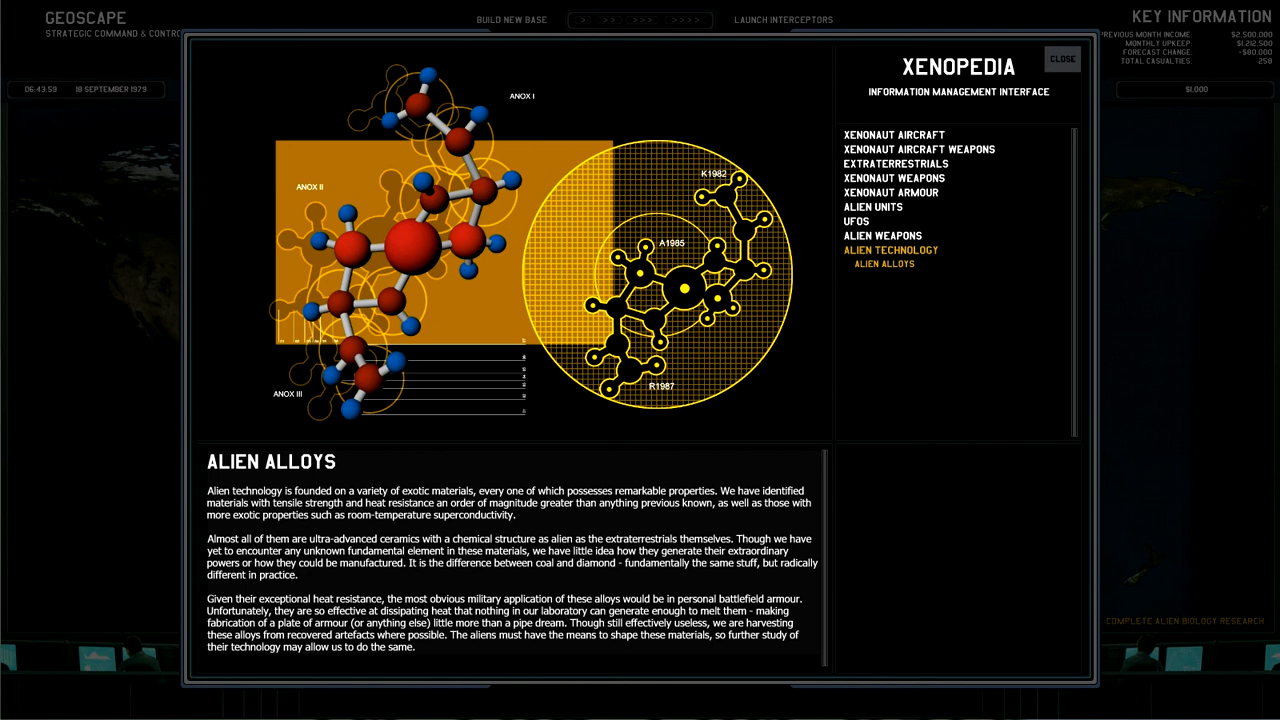 GEOSCAPE
STRATEGIC COMMAND & CONTRO
BUILD NEW BASE
> >> >>> >>>>
LAUNCH INTERCEPTORS
KEY INFORMATION
PREVIOUS MONTH INCOME: $2,500,000
MONTHLY UPKEEP: $1,212,500
FORECAST CHANGE: -$80,000
TOTAL CASUALTIES: 258
06:43:59 18 SEPTEMBER 1979
$1,000
XENOPEDIA
CLOSE
INFORMATION MANAGEMENT INTERFACE
XENONAUT AIRCRAFT
XENONAUT AIRCRAFT WEAPONS
EXTRATERRESTRIALS
XENONAUT WEAPONS
XENONAUT ARMOUR
ALIEN UNITS
UFOS
ALIEN WEAPONS
ALIEN TECHNOLOGY
ALIEN ALLOYS
ANOX I
ANOX II
ANOX III
K1982
A1985
R1987
ALIEN ALLOYS
Alien technology is founded on a variety of exotic materials, every one of which possesses remarkable properties. We have identified
materials with tensile strength and heat resistance an order of magnitude greater than anything previous known, as well as those with
more exotic properties such as room-temperature superconductivity.
Almost all of them are ultra-advanced ceramics with a chemical structure as alien as the extraterrestrials themselves. Though we have
yet to encounter any unknown fundamental element in these materials, we have little idea how they generate their extraordinary
powers or how they could be manufactured. It is the difference between coal and diamond - fundamentally the same stuff, but radically
different in practice.
Given their exceptional heat resistance, the most obvious military application of these alloys would be in personal battlefield armour.
Unfortunately, they are so effective at dissipating heat that nothing in our laboratory can generate enough to melt them - making
fabrication of a plate of armour (or anything else) little more than a pipe dream. Though still effectively useless, we are harvesting
these alloys from recovered artefacts where possible. The aliens must have the means to shape these materials, so further study of
their technology may allow us to do the same.
COMPLETE ALIEN BIOLOGY RESEARCH